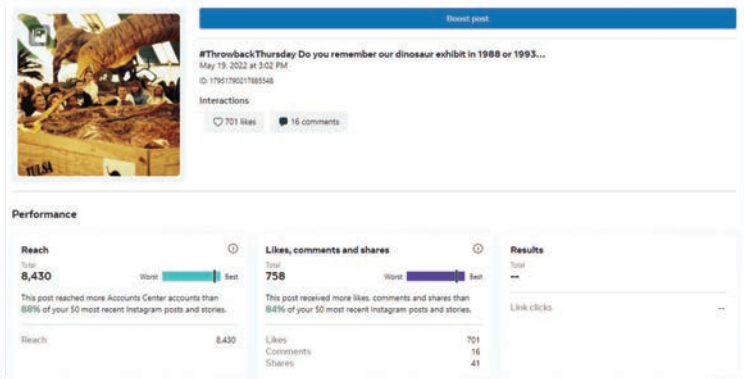 Boost post
#ThrowbackThursday Do you remember our dinosaur exhibit in 1988 or 1993...
May 19, 2022 at 3:02 PM
ID: 17951790217885548
Interactions
701 likes
16 comments
TULSA
Performance
Reach
Total
8,430
Worst
Best
This post reached more Accounts Center accounts than
88% of your 50 most recent Instagram posts and stories.
Reach 8,430
Likes, comments and shares
Total
758
Worst
Best
This post received more likes, comments and shares than
84% of your 50 most recent Instagram posts and stories.
Likes 701
Comments 16
Shares 41
Results
Total
--
Link clicks --